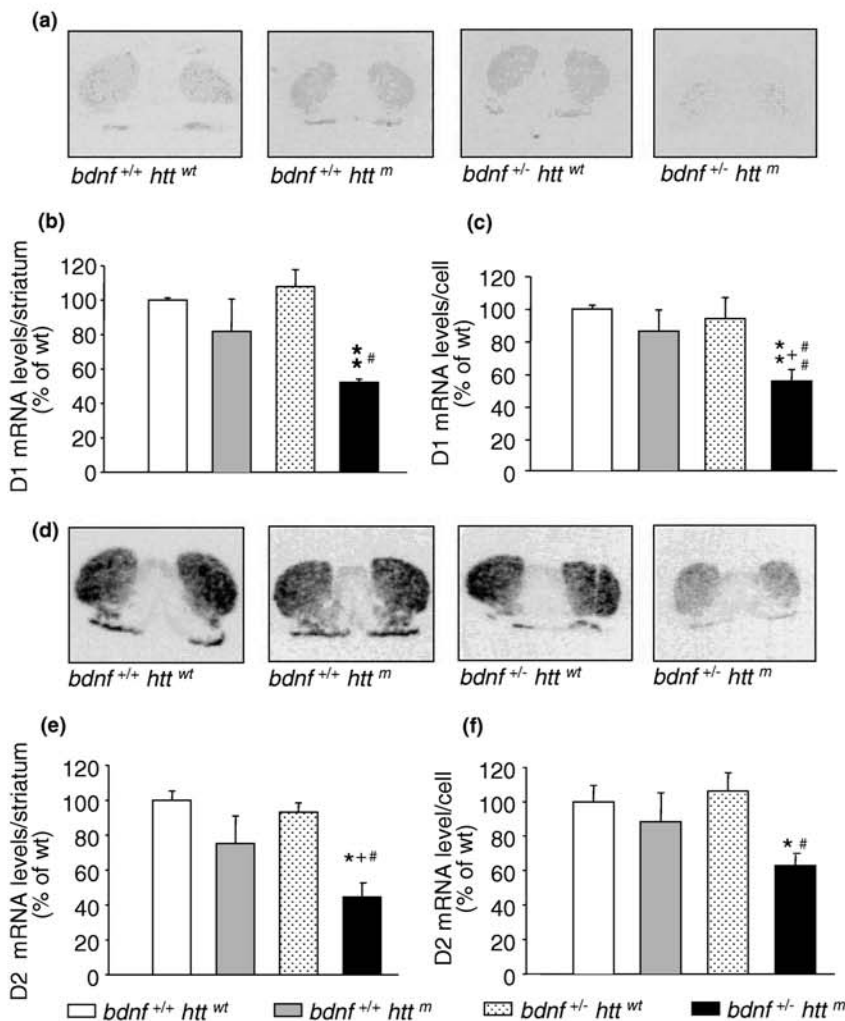 (a)
bdnf +/+ htt wt bdnf +/+ htt m bdnf +/- htt wt bdnf +/- htt m
(b)
D1 mRNA levels/striatum
(% of wt)
120
100
80
60
40
20
0
** #
(c)
D1 mRNA levels/cell
(% of wt)
120
100
80
60
40
20
0
** + ##
(d)
bdnf +/+ htt wt bdnf +/+ htt m bdnf +/- htt wt bdnf +/- htt m
(e)
D2 mRNA levels/striatum
(% of wt)
120
100
80
60
40
20
0
*+#
(f)
D2 mRNA level/cell
(% of wt)
120
100
80
60
40
20
0
* #
bdnf +/+ htt wt bdnf +/+ htt m bdnf +/- htt wt bdnf +/- htt m